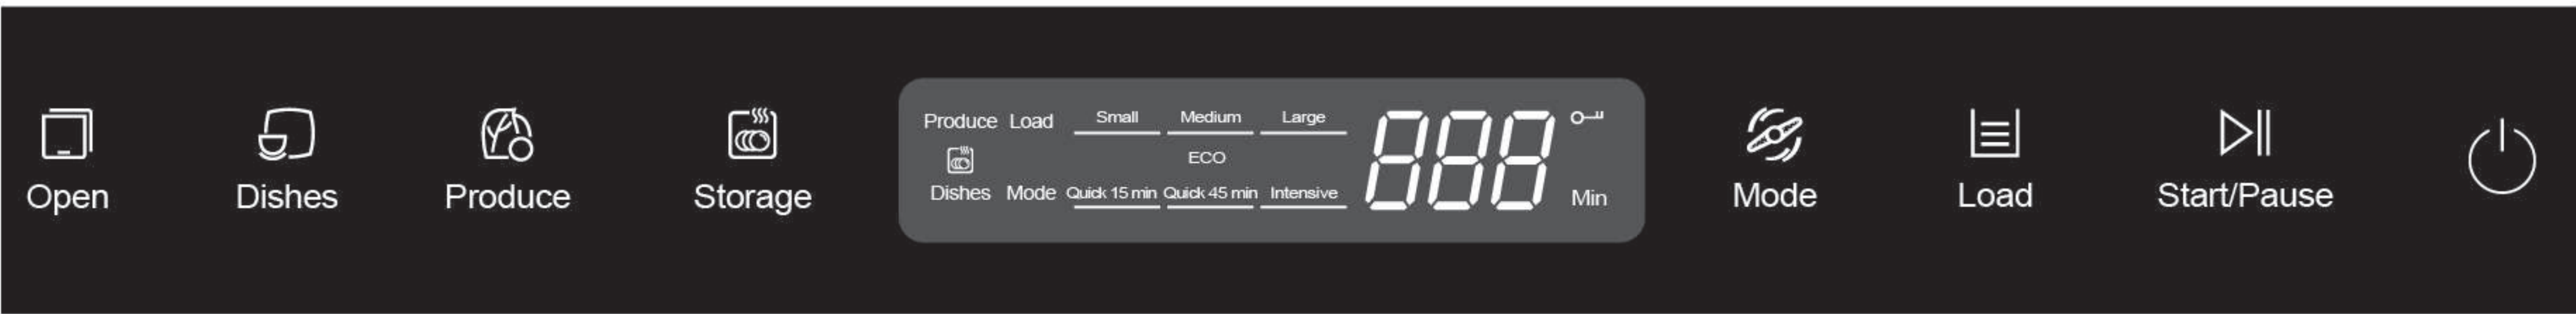 Open
Dishes
Produce
Storage
Produce Load Small Medium Large
ECO
Dishes Mode Quick 15 min Quick 45 min Intensive
888
Min
Mode
Load
Start/Pause